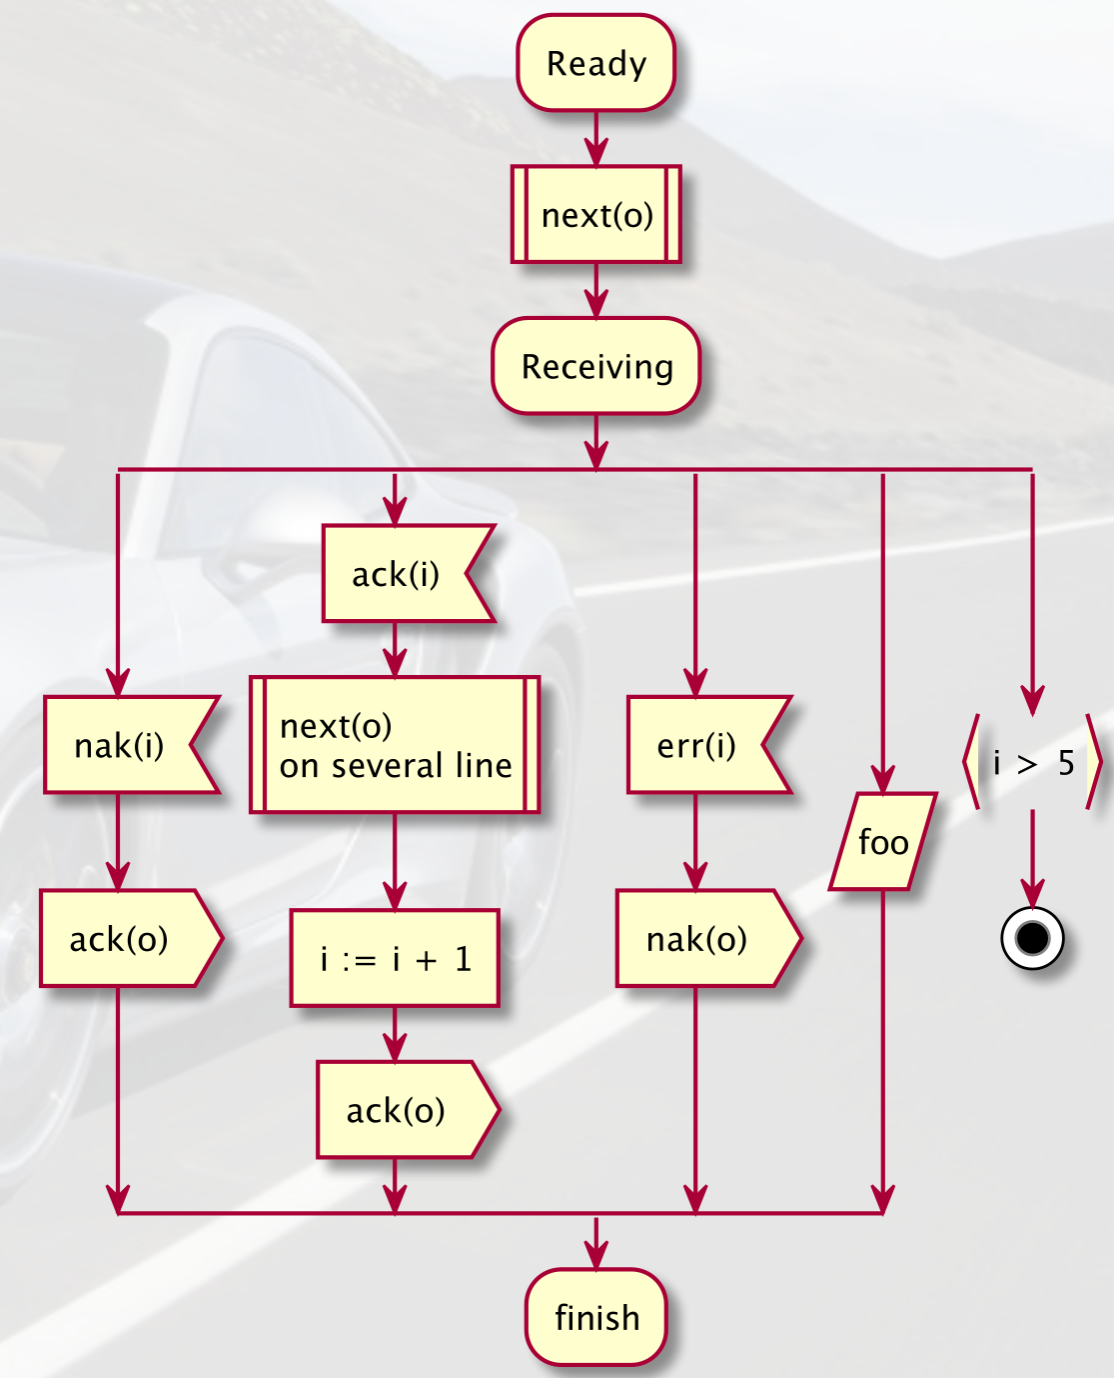 Ready
next(o)
Receiving
ack(i)
nak(i)
next(o)
on several line
err(i)
i > 5
foo
ack(o)
i := i + 1
nak(o)
ack(o)
finish